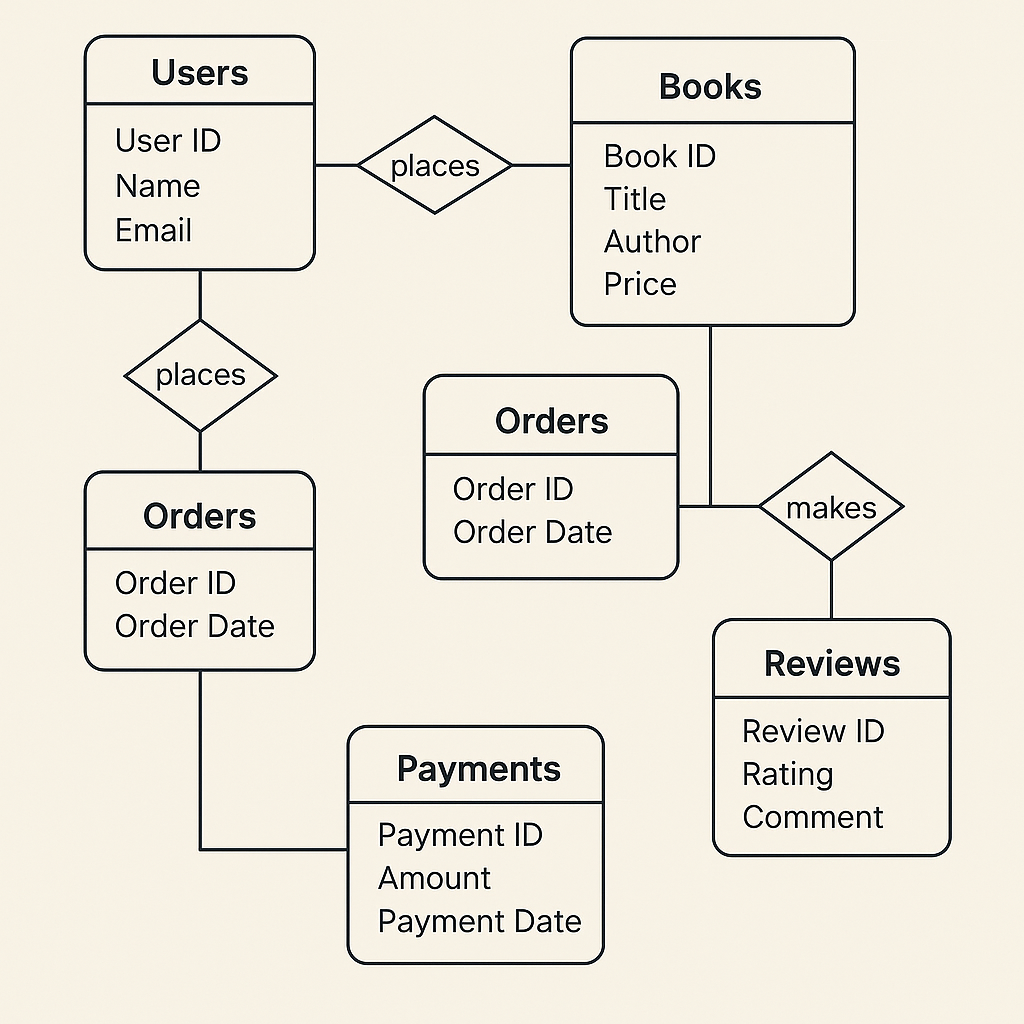 Users
User ID
Name
Email
places
Books
Book ID
Title
Author
Price
places
Orders
Order ID
Order Date
Orders
Order ID
Order Date
makes
Reviews
Review ID
Rating
Comment
Payments
Payment ID
Amount
Payment Date